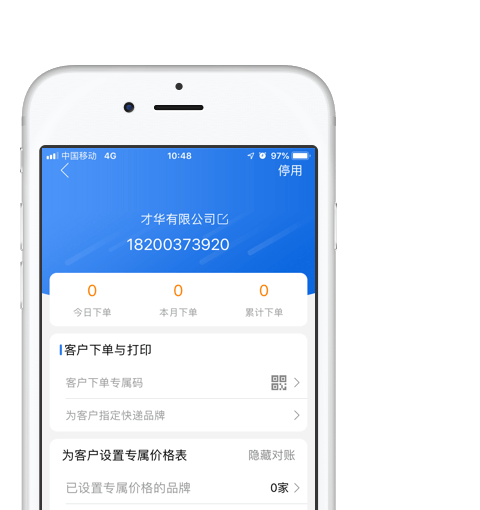 中国移动 4G 10:48 97%
停用
才华有限公司
18200373920
0 0 0
今日下单 本月下单 累计下单
客户下单与打印
客户下单专属码
为客户指定快递品牌
为客户设置专属价格表 隐藏对账
已设置专属价格的品牌 0家